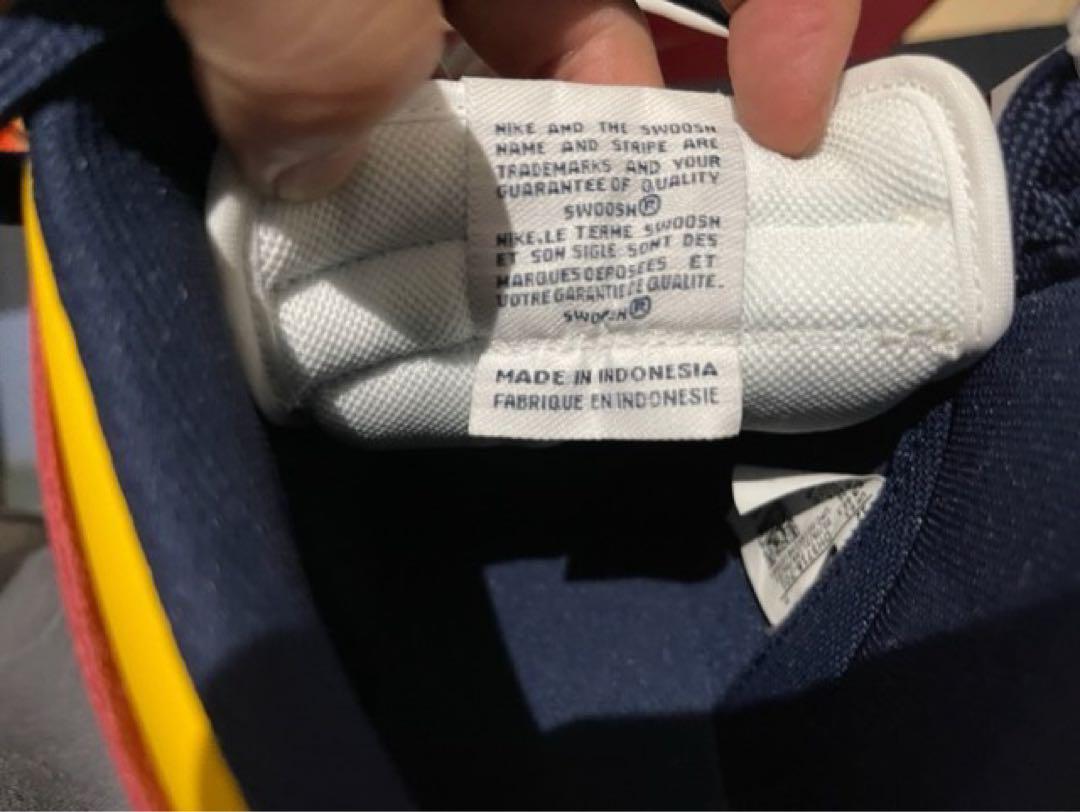 NIKE AND THE SWOOSH
NAME AND STRIPE ARE
TRADEMARKS AND YOUR
GUARANTEE OF QUALITY
SWOOSH®
NIKE.LE TERME SWOOSH
ET SON SIGLE SONT DES
MARQUES DEPOSEES ET
VOTRE GARANTIE DE QUALITE.
SWOOSH®
MADE IN INDONESIA
FABRIQUE EN INDONESIE